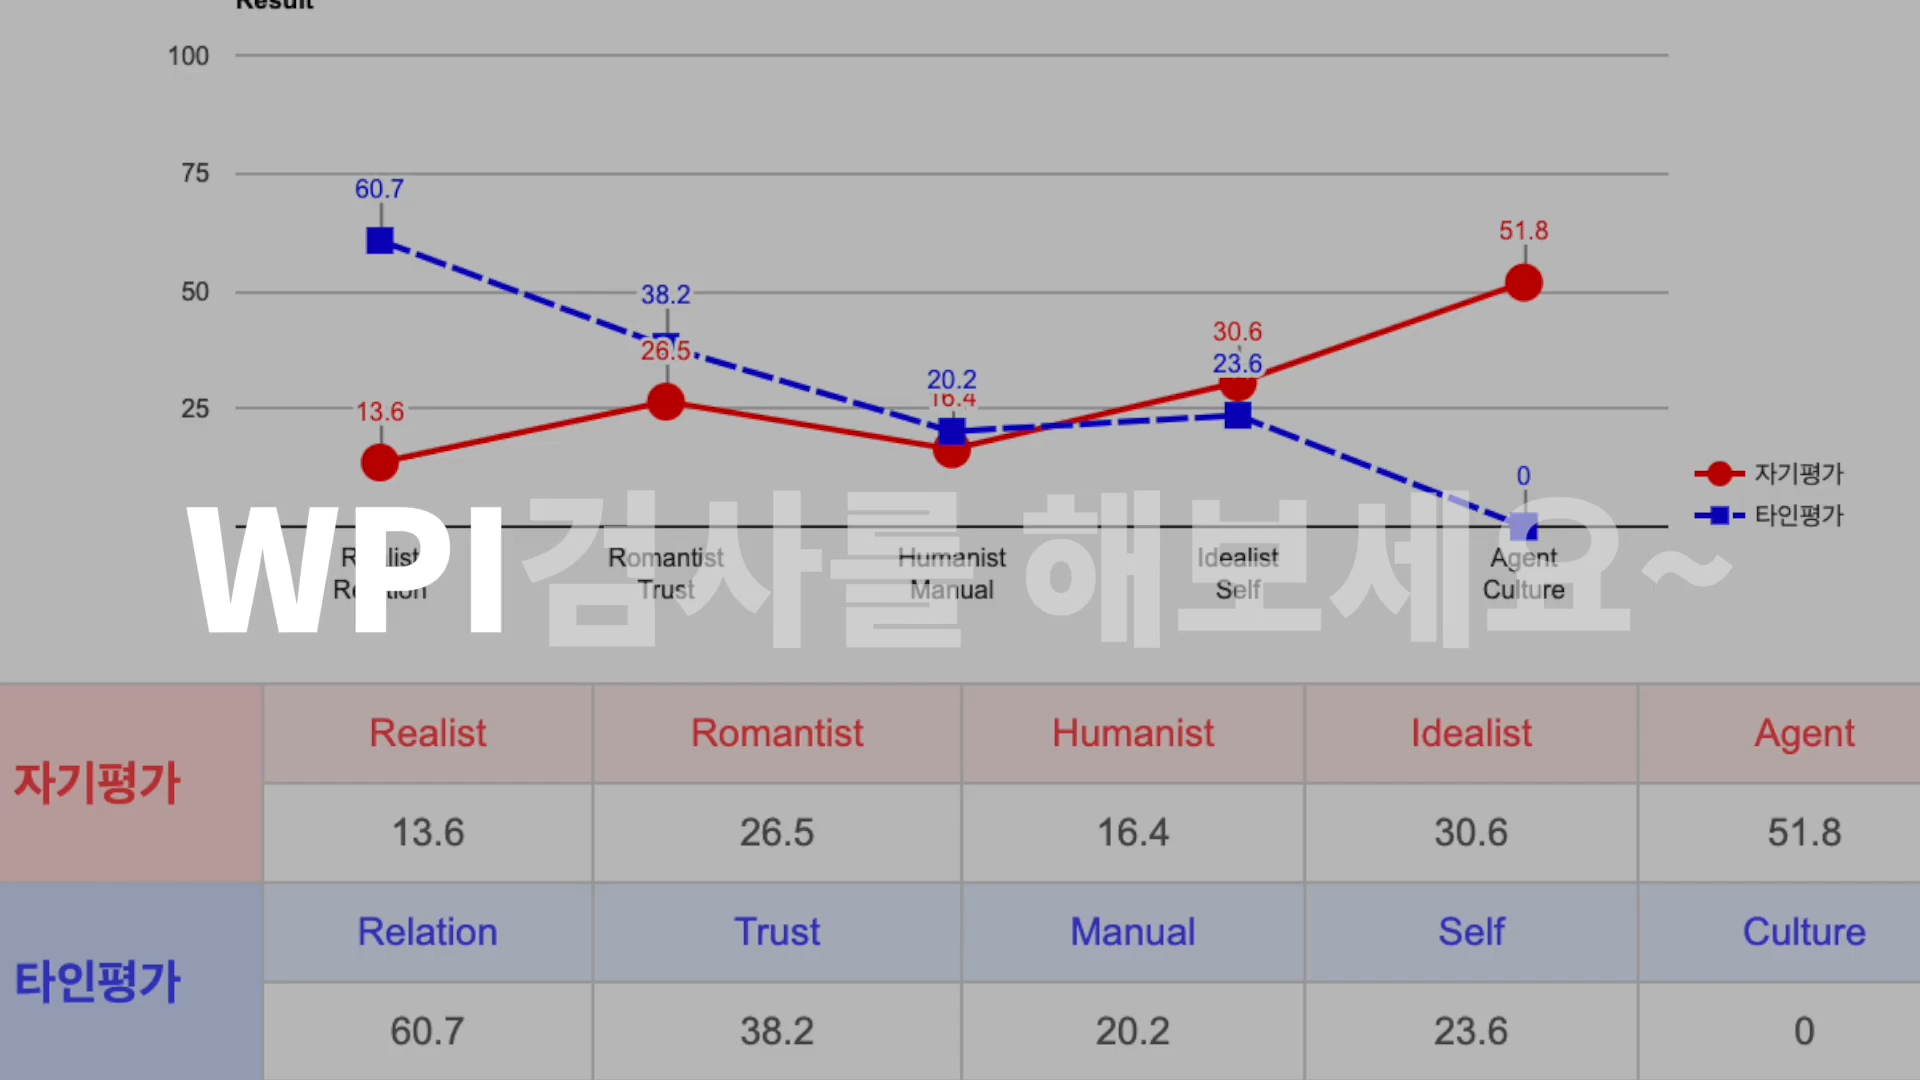 Result
100
75
50
25
60.7
38.2
20.2
23.6
0
13.6
26.5
16.4
30.6
51.8
자기평가
타인평가
Realist Romantist Humanist Idealist Agent
Relation Trust Manual Self Culture
WPI검사를 해보세요~
자기평가
Realist Romantist Humanist Idealist Agent
13.6 26.5 16.4 30.6 51.8
타인평가
Relation Trust Manual Self Culture
60.7 38.2 20.2 23.6 0